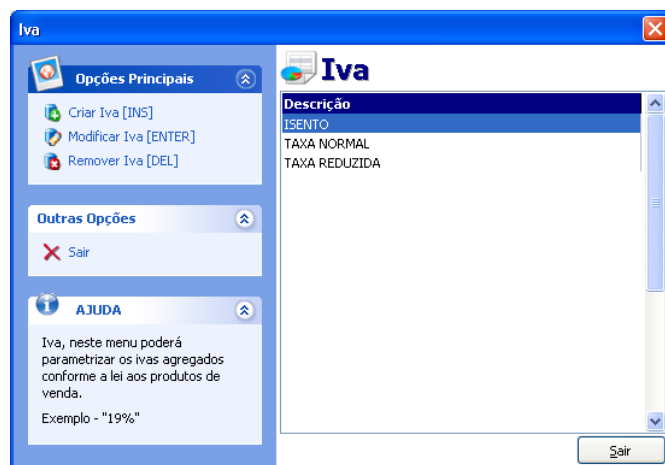 Iva
Opções Principais
Criar Iva [INS]
Modificar Iva [ENTER]
Remover Iva [DEL]
Outras Opções
Sair
AJUDA
Iva, neste menu poderá
parametrizar os ivas agregados
conforme a lei aos produtos de
venda.
Exemplo - "19%"
Iva
Descrição
ISENTO
TAXA NORMAL
TAXA REDUZIDA
Sair